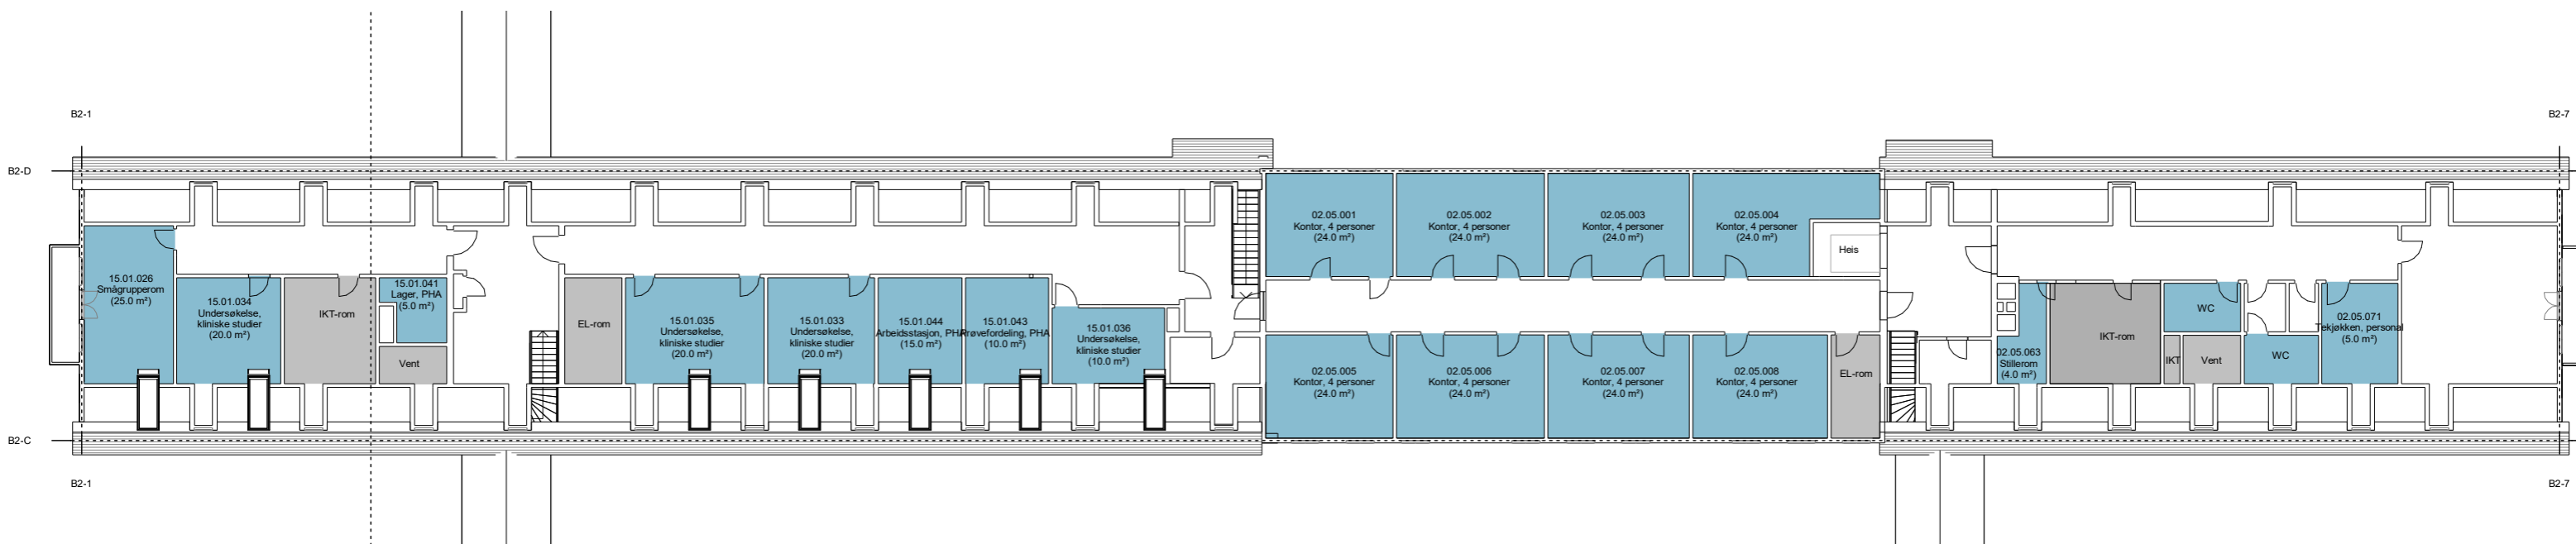 B2-1
B2-7
B2-D
02.05.001
Kontor, 4 personer
(24.0 m²)
02.05.002
Kontor, 4 personer
(24.0 m²)
02.05.003
Kontor, 4 personer
(24.0 m²)
02.05.004
Kontor, 4 personer
(24.0 m²)
Heis
15.01.026
Smågrupperom
(25.0 m²)
15.01.034
Undersøkelse,
kliniske studier
(20.0 m²)
IKT-rom
15.01.041
Lager, PHA
(5.0 m²)
Vent
EL-rom
15.01.035
Undersøkelse,
kliniske studier
(20.0 m²)
15.01.033
Undersøkelse,
kliniske studier
(20.0 m²)
15.01.044
Arbeidsstasjon, PHA
(15.0 m²)
15.01.043
Prøvefordeling, PHA
(10.0 m²)
15.01.036
Undersøkelse,
kliniske studier
(10.0 m²)
02.05.005
Kontor, 4 personer
(24.0 m²)
02.05.006
Kontor, 4 personer
(24.0 m²)
02.05.007
Kontor, 4 personer
(24.0 m²)
02.05.008
Kontor, 4 personer
(24.0 m²)
EL-rom
02.05.063
Stillerom
(4.0 m²)
IKT-rom
WC
IKT
Vent
WC
02.05.071
Tekjøkken, personal
(5.0 m²)
B2-C
B2-1
B2-7